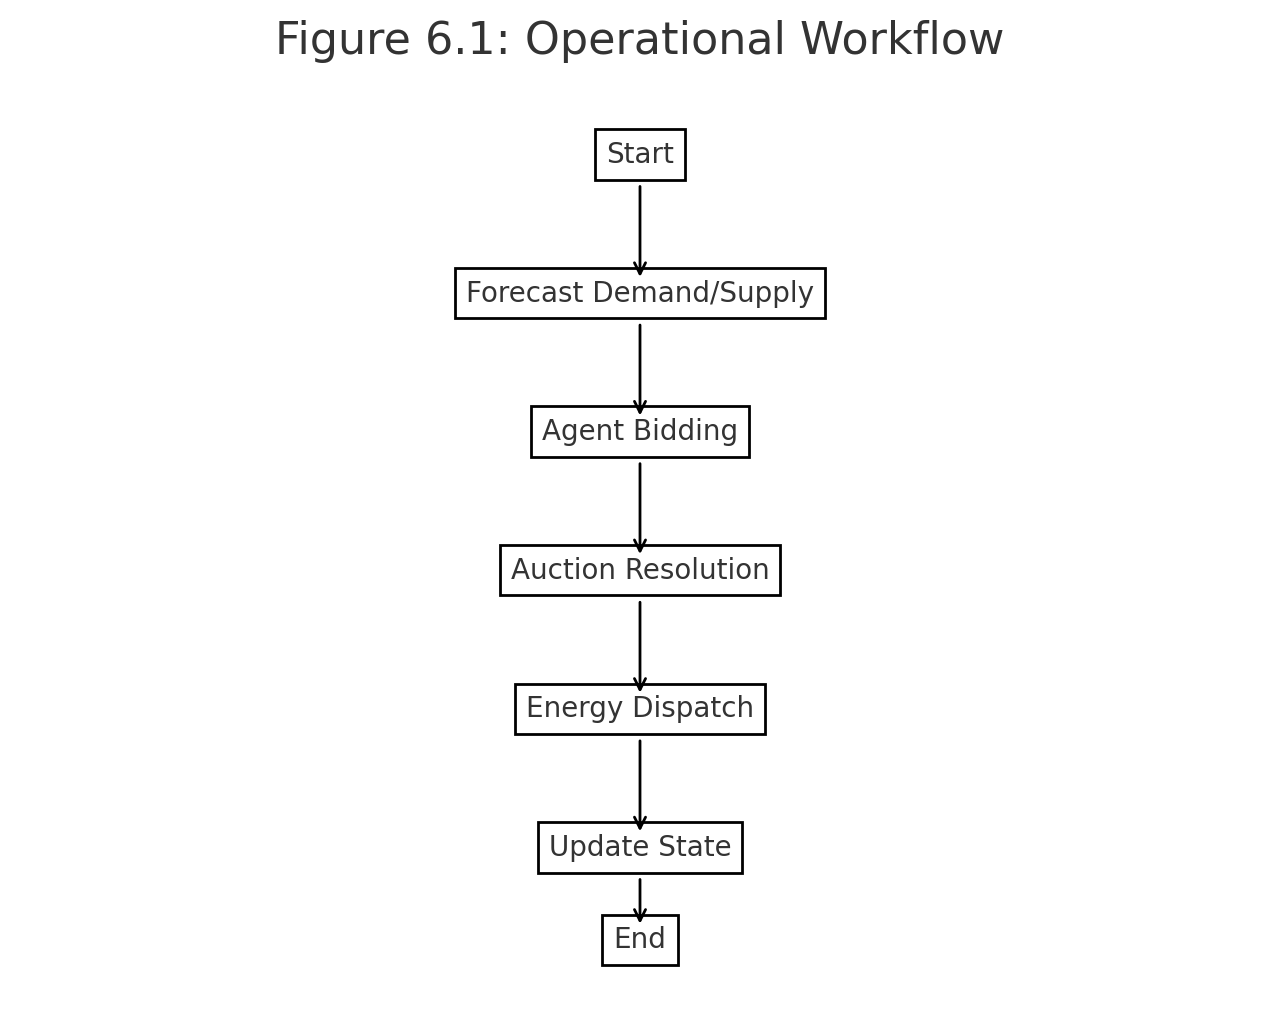 Figure 6.1: Operational Workflow
Start
Forecast Demand/Supply
Agent Bidding
Auction Resolution
Energy Dispatch
Update State
End